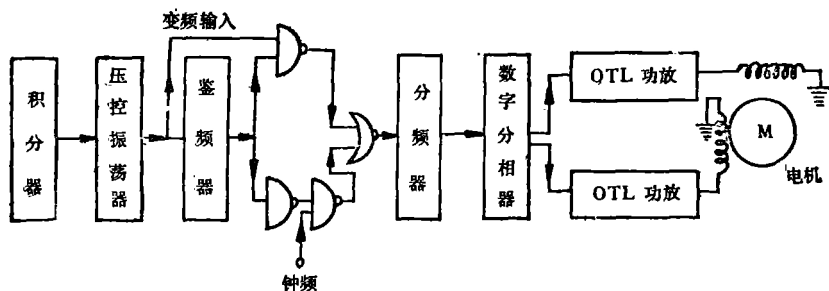 变频输入
积分器
压控振荡器
鉴频器
钟频
分频器
数字分相器
OTL 功放
M
电机
OTL 功放